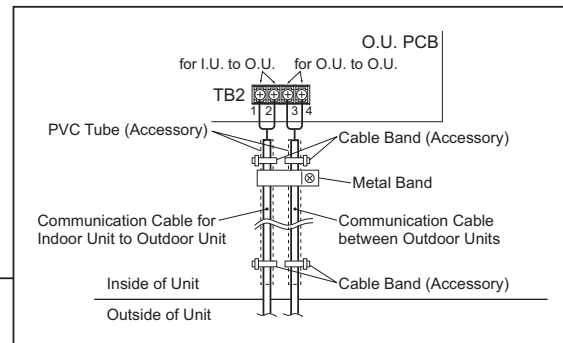 O.U. PCB
for I.U. to O.U. for O.U. to O.U.
TB2
1 2 3 4
PVC Tube (Accessory)
Cable Band (Accessory)
Metal Band
Communication Cable for
Indoor Unit to Outdoor Unit
Communication Cable
between Outdoor Units
Inside of Unit
Cable Band (Accessory)
Outside of Unit